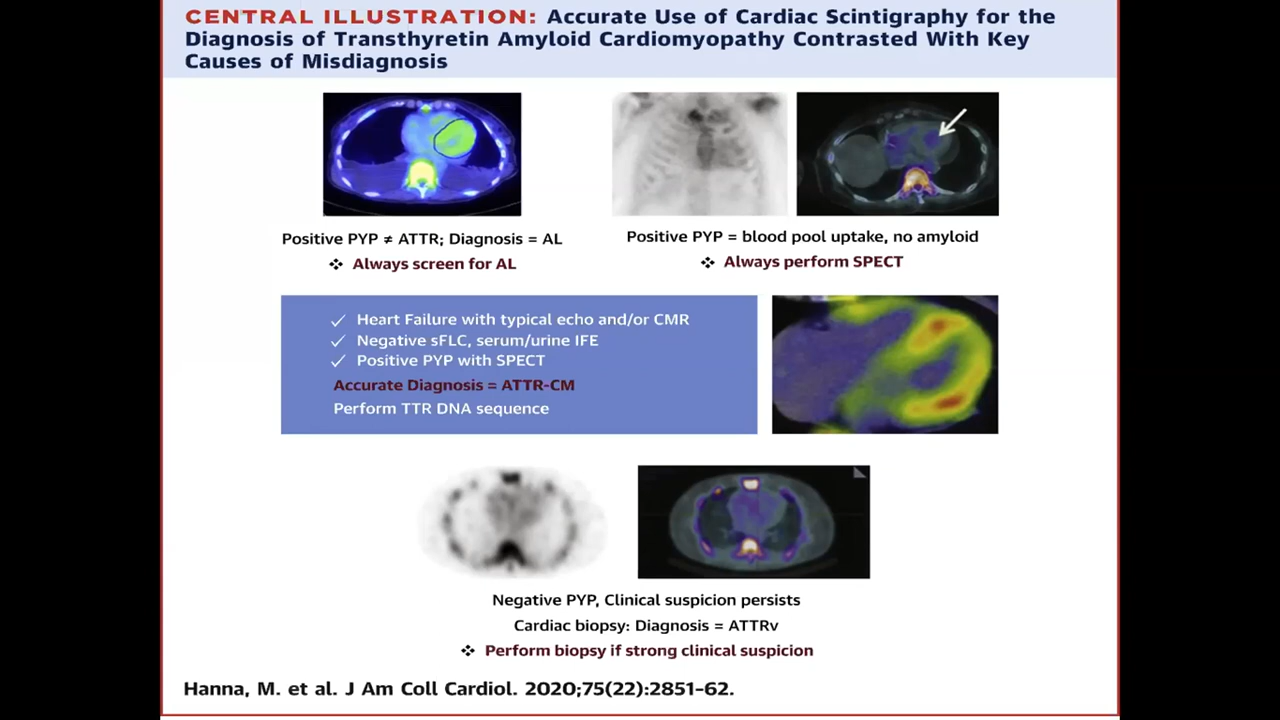 CENTRAL ILLUSTRATION: Accurate Use of Cardiac Scintigraphy for the
Diagnosis of Transthyretin Amyloid Cardiomyopathy Contrasted With Key
Causes of Misdiagnosis
Positive PYP ≠ ATTR; Diagnosis = AL
❖ Always screen for AL
Positive PYP = blood pool uptake, no amyloid
❖ Always perform SPECT
✓ Heart Failure with typical echo and/or CMR
✓ Negative sFLC, serum/urine IFE
✓ Positive PYP with SPECT
Accurate Diagnosis = ATTR-CM
Perform TTR DNA sequence
Negative PYP, Clinical suspicion persists
Cardiac biopsy: Diagnosis = ATTRv
❖ Perform biopsy if strong clinical suspicion
Hanna, M. et al. J Am Coll Cardiol. 2020;75(22):2851–62.